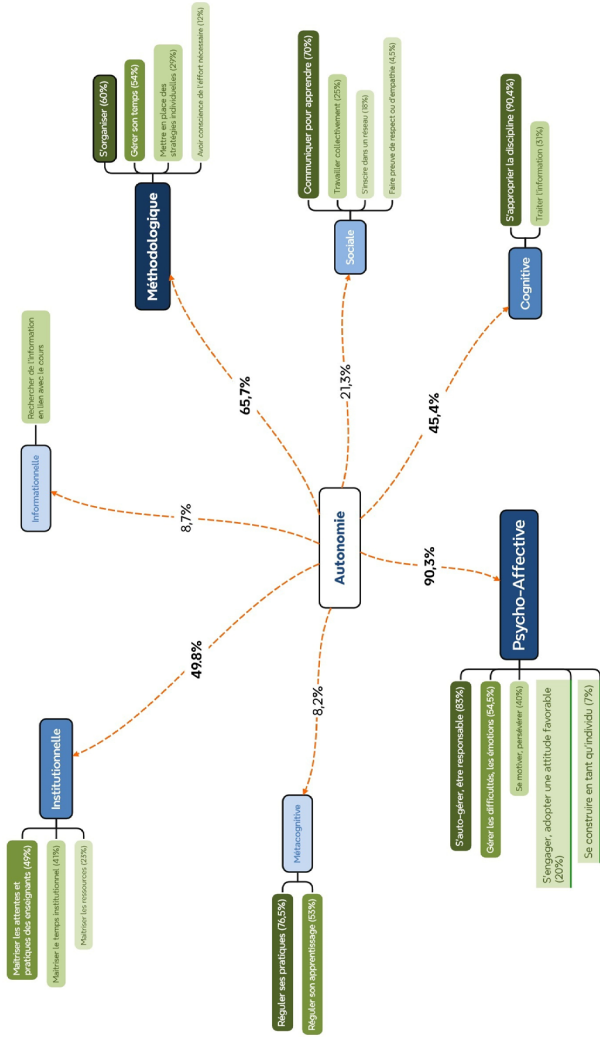 Maîtriser les attentes et
pratiques des enseignants (49%)
Maîtriser le temps institutionnel (41%)
Maîtriser les ressources (23%)
Institutionnelle
49.8%
Informationnelle
Rechercher de l'information
en lien avec le cours
8,7%
Méthodologique
S'organiser (60%)
Gérer son temps (54%)
Mettre en place des
stratégies individuelles (29%)
Avoir conscience de l'effort nécessaire (12%)
65,7%
Réguler ses pratiques (76,5%)
Réguler son apprentissage (53%)
Métacognitive
8,2%
Autonomie
21,3%
Sociale
Communiquer pour apprendre (70%)
Travailler collectivement (25%)
S'inscire dans un réseau (18%)
Faire preuve de respect ou d'empathie (4,5%)
S'auto-gérer, être responsable (83%)
Gérer les difficultés, les émotions (54,5%)
Se motiver, persévérer (40%)
S'engager, adopter une attitude favorable
(20%)
Se construire en tant qu'individu (7%)
Psycho-Affective
90,3%
45,4%
Cognitive
S'approprier la discipline (90,4%)
Traiter l'information (31%)